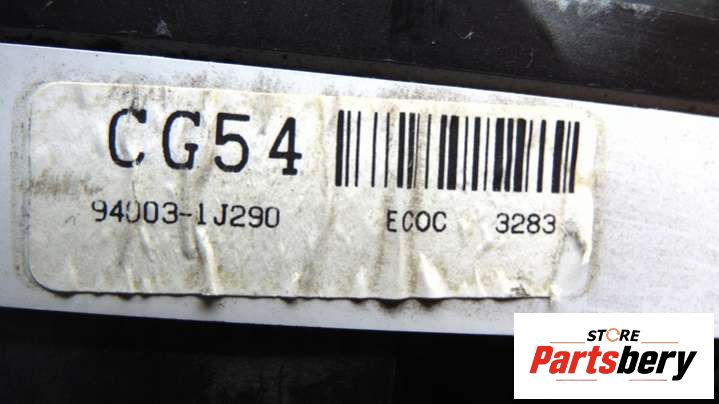 CG54
94003-1J290
ECOC 3283
STORE
Partsbery